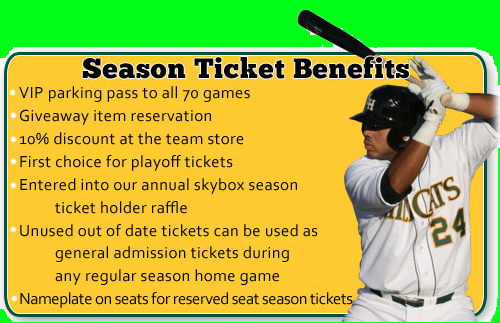 Season Ticket Benefits
VIP parking pass to all 70 games
Giveaway item reservation
10% discount at the team store
First choice for playoff tickets
Entered into our annual skybox season
ticket holder raffle
Unused out of date tickets can be used as
general admission tickets during
any regular season home game
Nameplate on seats for reserved seat season tickets
H
24